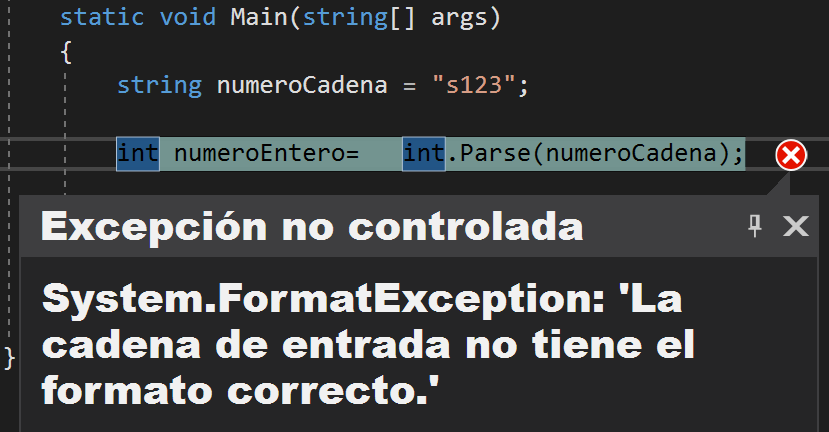 static void Main(string[] args)
{
string numeroCadena = "s123";
int numeroEntero=   int.Parse(numeroCadena);
Excepción no controlada
System.FormatException: 'La
cadena de entrada no tiene el
}
formato correcto.'